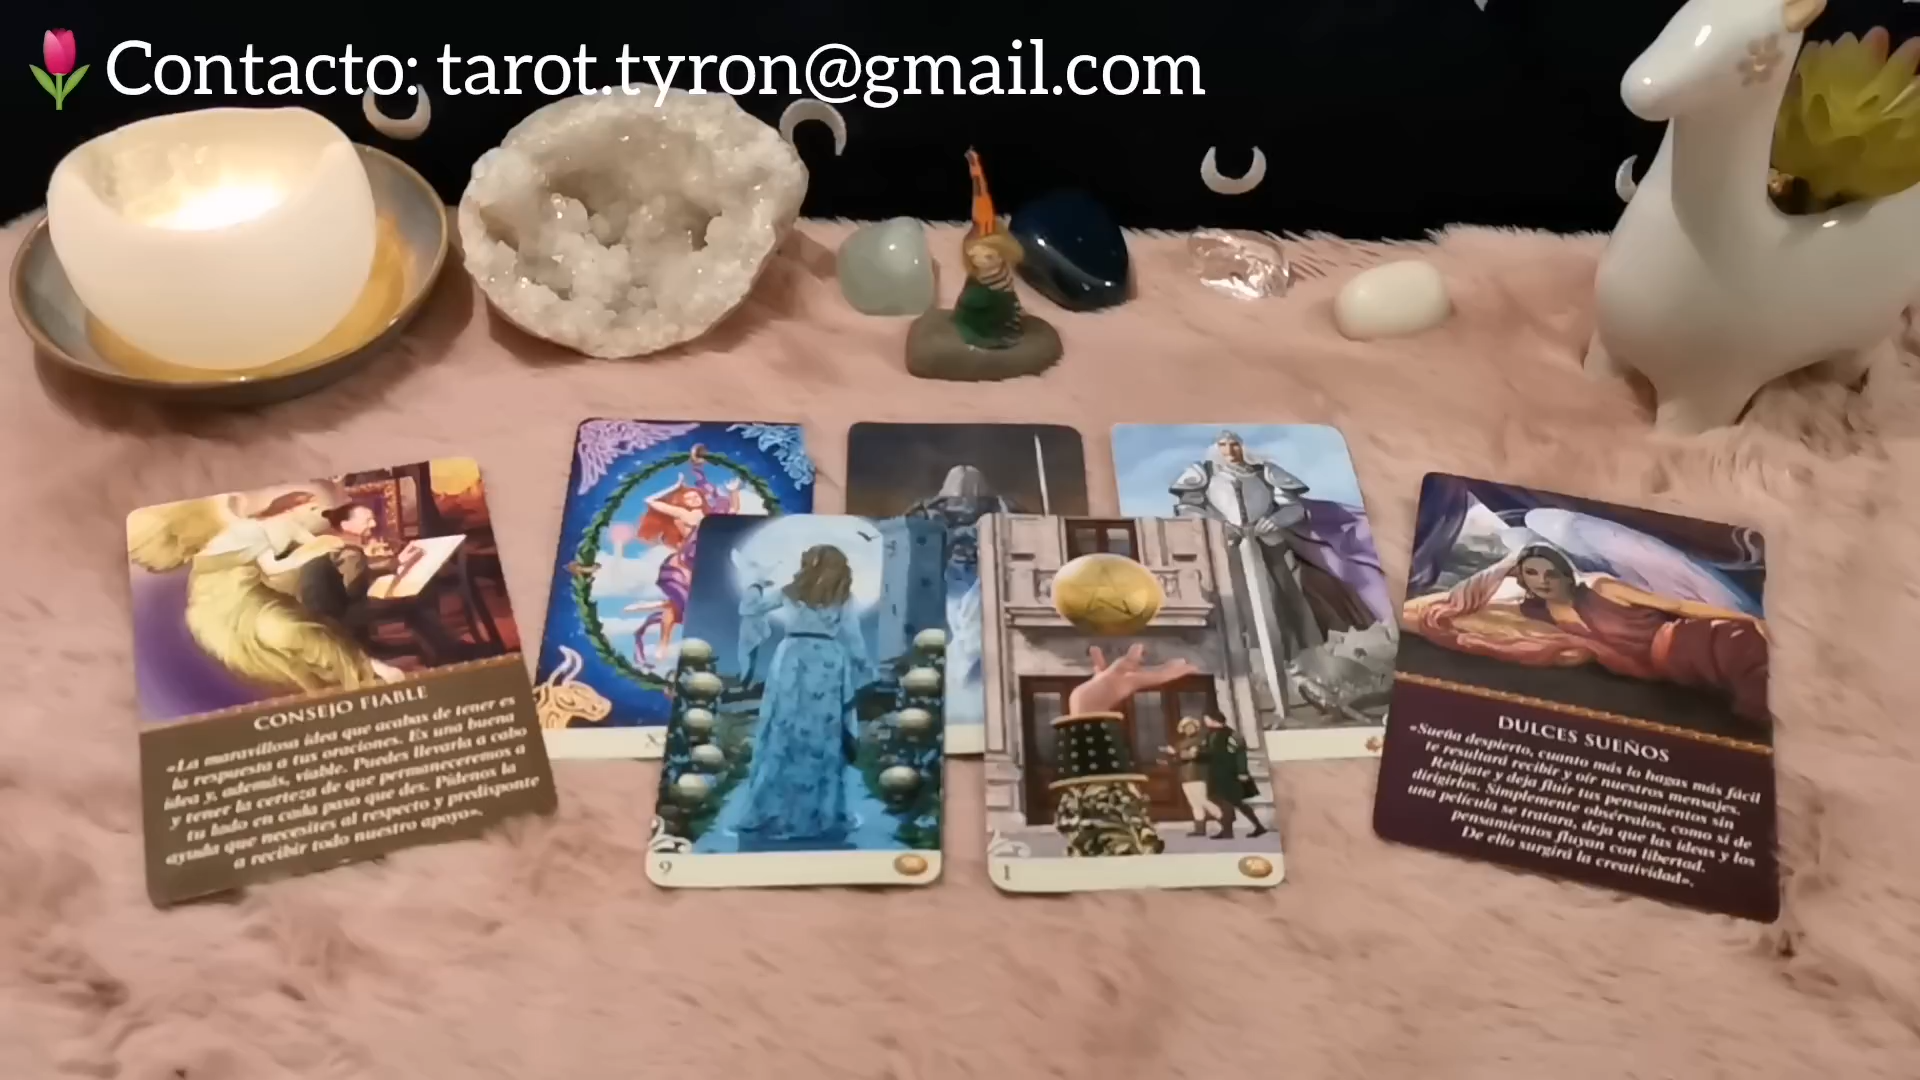 Contacto: tarot.tyron@gmail.com
CONSEJO FIABLE
«La maravillosa idea que acabas de tener es
la respuesta a tus oraciones. Es una buena
idea y, además, viable. Puedes llevarla a cabo
y tener la certeza de que permaneceremos a
tu lado en cada paso que des. Pídenos la
ayuda que necesites al respecto y predisponte
a recibir todo nuestro apoyo».
9
1
DULCES SUEÑOS
«Sueña despierto, cuanto más lo hagas más fácil
te resultará recibir y oír nuestros mensajes.
Relájate y deja fluir tus pensamientos sin
dirigirlos. Simplemente obsérvalos, como si de
una película se tratara, deja que las ideas y los
pensamientos fluyan con libertad.
De ello surgirá la creatividad».